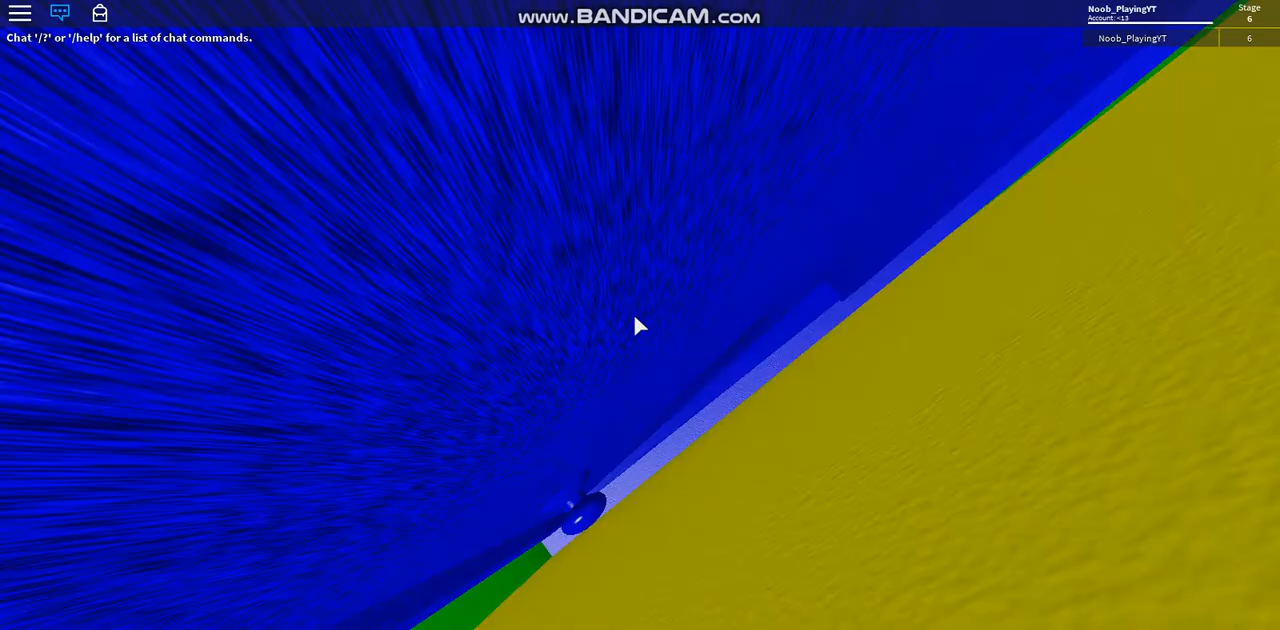 www.BANDICAM.com
Noob_PlayingYT
Account: <13
Stage
6
Chat '/?' or '/help' for a list of chat commands.
Noob_PlayingYT
6